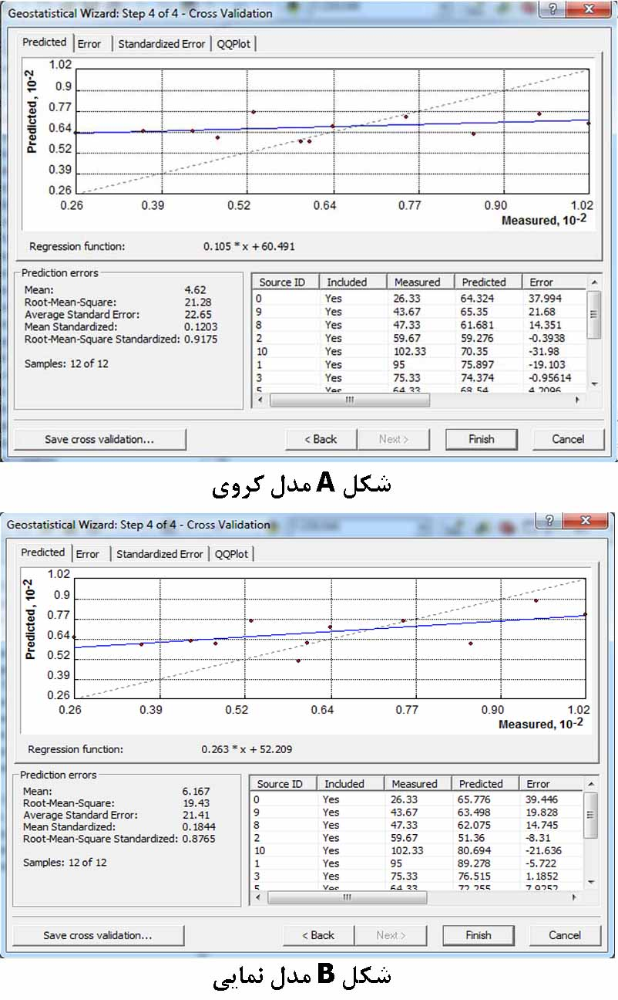 Geostatistical Wizard: Step 4 of 4 - Cross Validation
Predicted Error Standardized Error QQPlot
Predicted, 10-2
1.02
0.9
0.77
0.64
0.52
0.39
0.26
0.26 0.39 0.52 0.64 0.77 0.90 1.02
Measured, 10-2
Regression function: 0.105 * x + 60.491
Prediction errors
Mean: 4.62
Root-Mean-Square: 21.28
Average Standard Error: 22.65
Mean Standardized: 0.1203
Root-Mean-Square Standardized: 0.9175
Samples: 12 of 12
Source ID Included Measured Predicted Error
0 Yes 26.33 64.324 37.994
9 Yes 43.67 65.35 21.68
8 Yes 47.33 61.681 14.351
2 Yes 59.67 59.276 -0.3938
10 Yes 102.33 70.35 -31.98
1 Yes 95 75.897 -19.103
3 Yes 75.33 74.374 -0.95614
5 Yes 64.33 68.54 4.2096
Save cross validation... < Back Next > Finish Cancel
شکل A مدل کروی
Geostatistical Wizard: Step 4 of 4 - Cross Validation
Predicted Error Standardized Error QQPlot
Predicted, 10-2
1.02
0.9
0.77
0.64
0.52
0.39
0.26
0.26 0.39 0.52 0.64 0.77 0.90 1.02
Measured, 10-2
Regression function: 0.263 * x + 52.209
Prediction errors
Mean: 6.167
Root-Mean-Square: 19.43
Average Standard Error: 21.41
Mean Standardized: 0.1844
Root-Mean-Square Standardized: 0.8765
Samples: 12 of 12
Source ID Included Measured Predicted Error
0 Yes 26.33 65.776 39.446
9 Yes 43.67 63.498 19.828
8 Yes 47.33 62.075 14.745
2 Yes 59.67 51.36 -8.31
10 Yes 102.33 80.694 -21.636
1 Yes 95 89.278 -5.722
3 Yes 75.33 76.515 1.1852
5 Yes 64.33 72.255 7.9252
Save cross validation... < Back Next > Finish Cancel
شکل B مدل نمایی